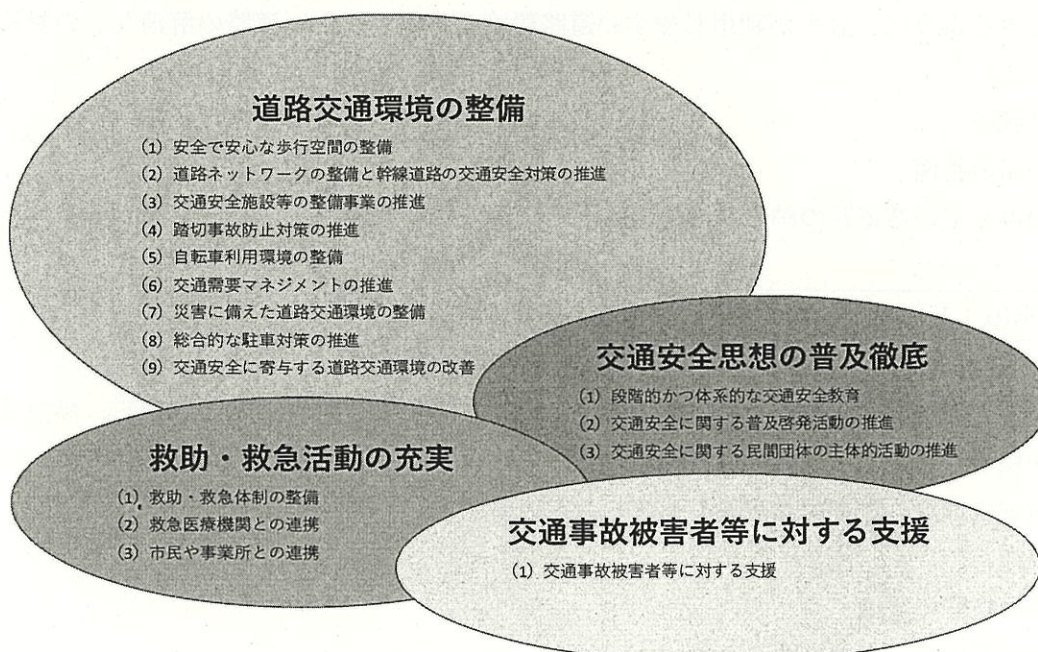 道路交通環境の整備
(1) 安全で安心な歩行空間の整備
(2) 道路ネットワークの整備と幹線道路の交通安全対策の推進
(3) 交通安全施設等の整備事業の推進
(4) 踏切事故防止対策の推進
(5) 自転車利用環境の整備
(6) 交通需要マネジメントの推進
(7) 災害に備えた道路交通環境の整備
(8) 総合的な駐車対策の推進
(9) 交通安全に寄与する道路交通環境の改善
交通安全思想の普及徹底
(1) 段階的かつ体系的な交通安全教育
(2) 交通安全に関する普及啓発活動の推進
(3) 交通安全に関する民間団体の主体的活動の推進
救助・救急活動の充実
(1) 救助・救急体制の整備
(2) 救急医療機関との連携
(3) 市民や事業所との連携
交通事故被害者等に対する支援
(1) 交通事故被害者等に対する支援